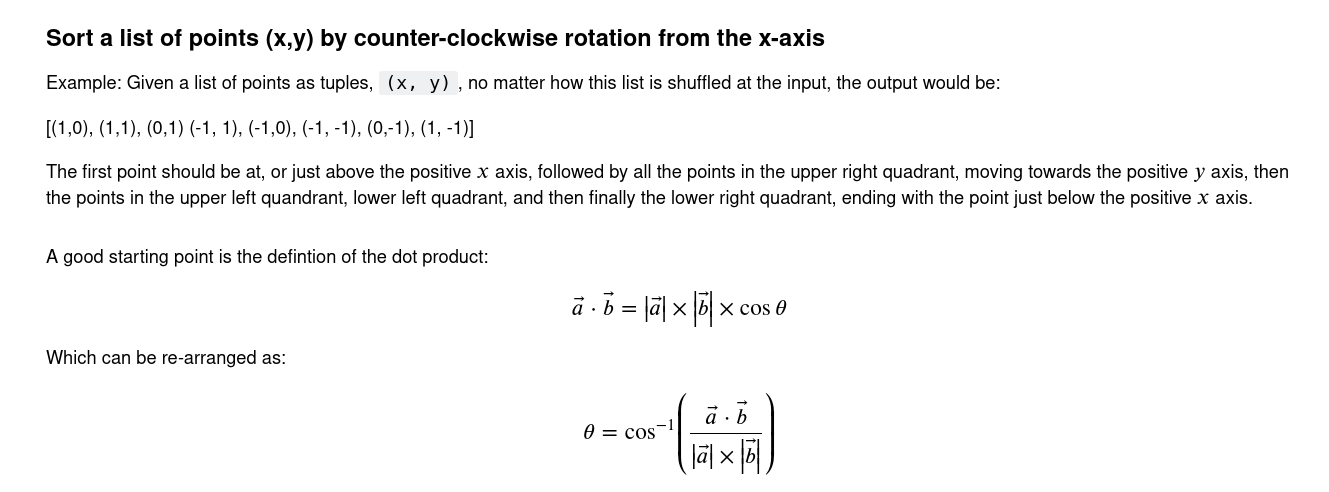 Sort a list of points (x,y) by counter-clockwise rotation from the x-axis
Example: Given a list of points as tuples, (x, y) , no matter how this list is shuffled at the input, the output would be:
[(1,0), (1,1), (0,1) (-1, 1), (-1,0), (-1, -1), (0,-1), (1, -1)]
The first point should be at, or just above the positive x axis, followed by all the points in the upper right quadrant, moving towards the positive y axis, then
the points in the upper left quandrant, lower left quadrant, and then finally the lower right quadrant, ending with the point just below the positive x axis.
A good starting point is the defintion of the dot product:
$\vec{a} \cdot \vec{b} = |\vec{a}| \times |\vec{b}| \times \cos \theta$
Which can be re-arranged as:
$\theta = \cos^{-1} \left( \frac{\vec{a} \cdot \vec{b}}{|\vec{a}| \times |\vec{b}|} \right)$